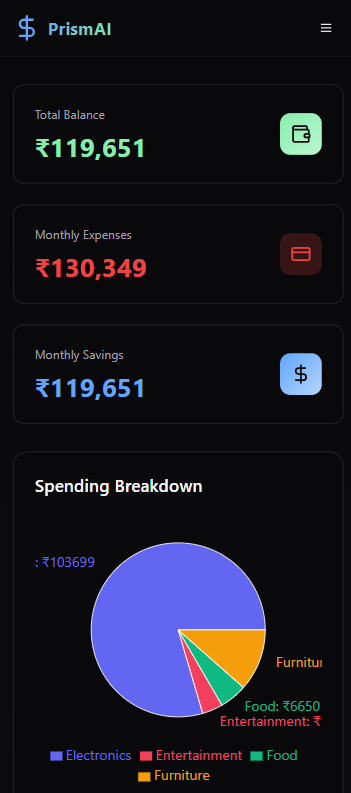 PrismAI
Total Balance
₹119,651
Monthly Expenses
₹130,349
Monthly Savings
₹119,651
Spending Breakdown
: ₹103699
Furnitu
Food: ₹6650
Entertainment: ₹
Electronics Entertainment Food
Furniture